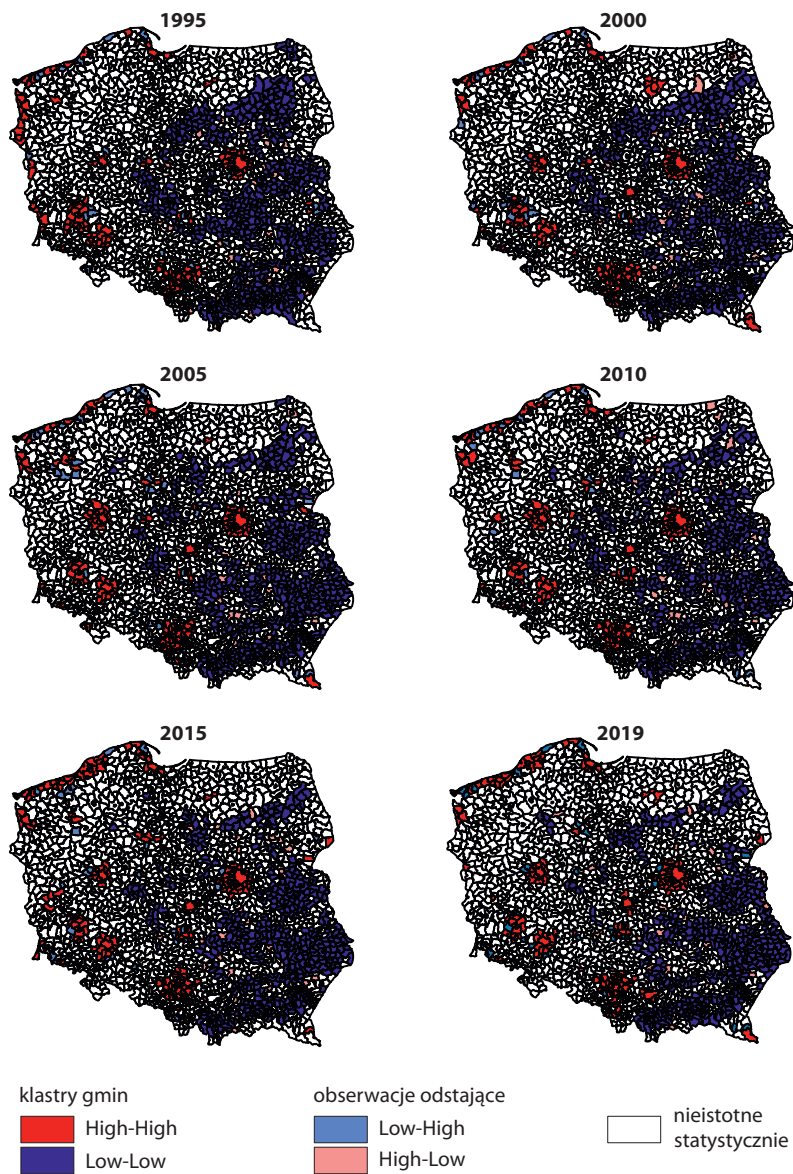 1995
2000
2005
2010
2015
2019
klastry gmin
High-High
Low-Low
obserwacje odstające
Low-High
High-Low
nieistotne
statystycznie